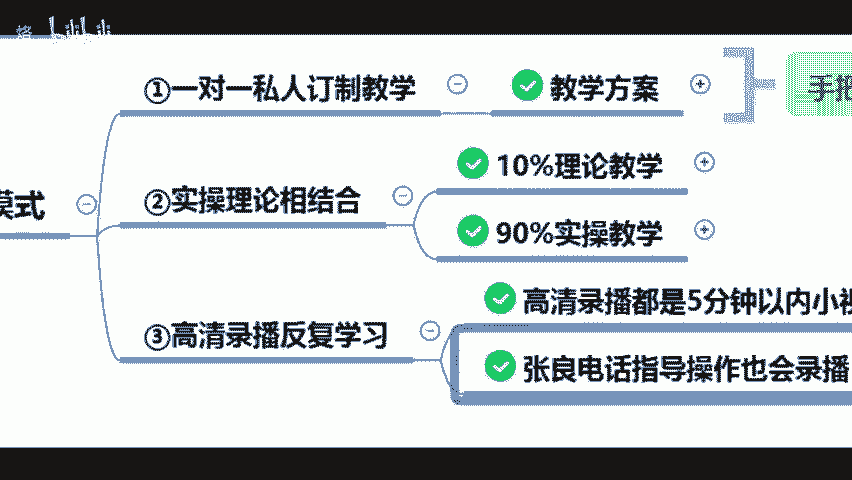 bilibili
①一对一私人订制教学
教学方案
手把
模式
②实操理论相结合
10%理论教学
90%实操教学
③高清录播反复学习
高清录播都是5分钟以内小视
张良电话指导操作也会录播